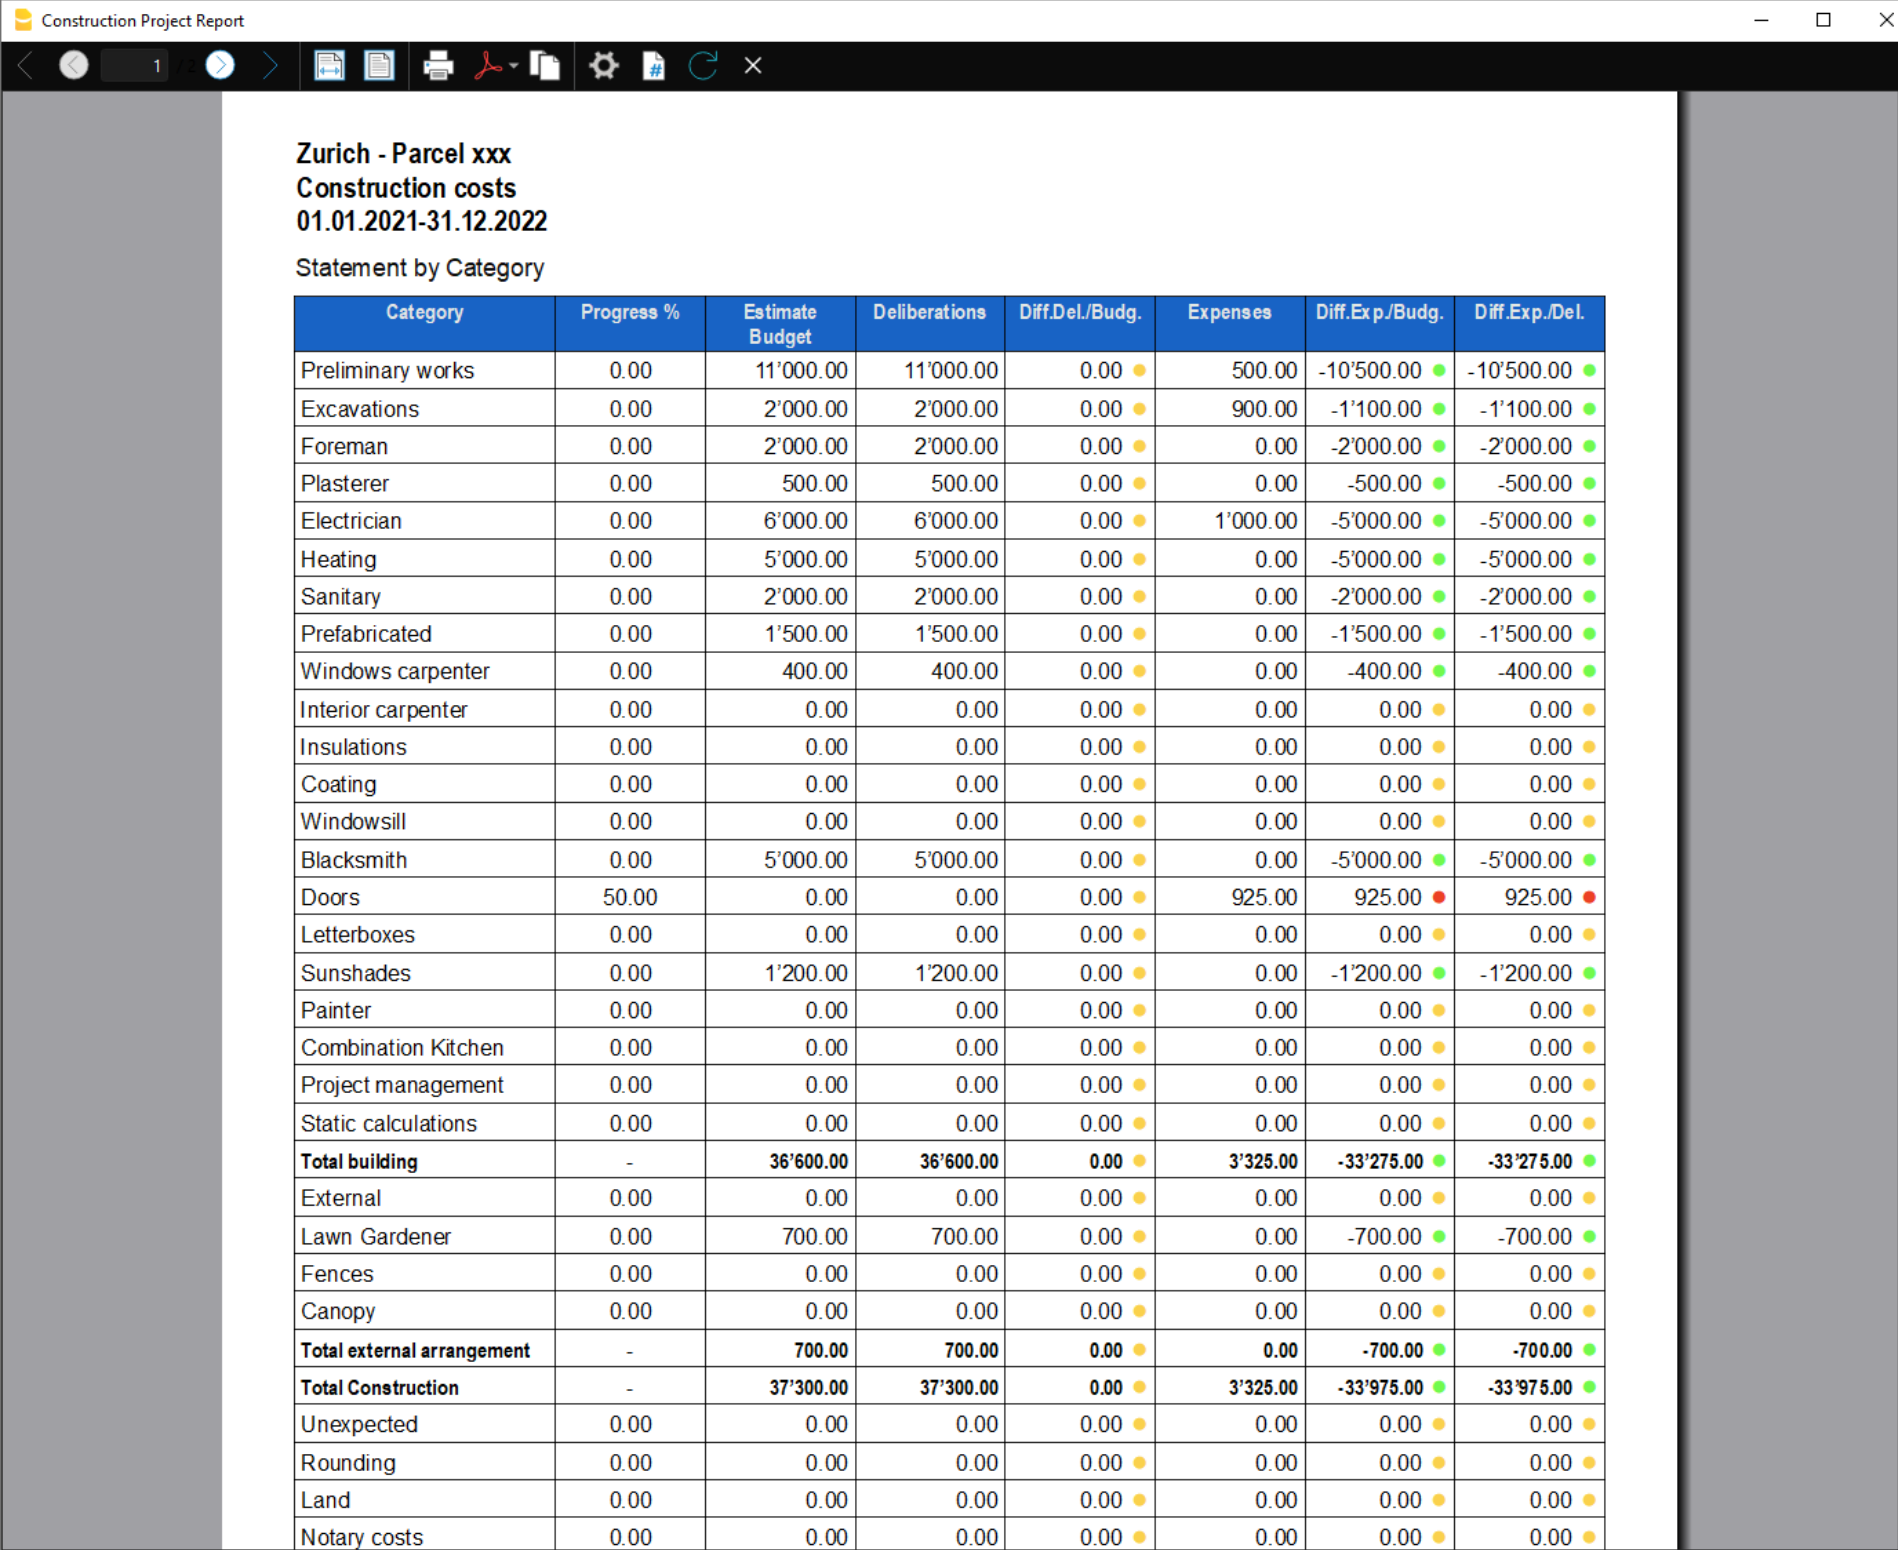 Construction Project Report
1 / 2
Zurich - Parcel xxx
Construction costs
01.01.2021-31.12.2022
Statement by Category
Category Progress % Estimate Budget Deliberations Diff.Del./Budg. Expenses Diff.Exp./Budg. Diff.Exp./Del.
Preliminary works 0.00 11’000.00 11’000.00 0.00 500.00 -10’500.00 -10’500.00
Excavations 0.00 2’000.00 2’000.00 0.00 900.00 -1’100.00 -1’100.00
Foreman 0.00 2’000.00 2’000.00 0.00 0.00 -2’000.00 -2’000.00
Plasterer 0.00 500.00 500.00 0.00 0.00 -500.00 -500.00
Electrician 0.00 6’000.00 6’000.00 0.00 1’000.00 -5’000.00 -5’000.00
Heating 0.00 5’000.00 5’000.00 0.00 0.00 -5’000.00 -5’000.00
Sanitary 0.00 2’000.00 2’000.00 0.00 0.00 -2’000.00 -2’000.00
Prefabricated 0.00 1’500.00 1’500.00 0.00 0.00 -1’500.00 -1’500.00
Windows carpenter 0.00 400.00 400.00 0.00 0.00 -400.00 -400.00
Interior carpenter 0.00 0.00 0.00 0.00 0.00 0.00 0.00
Insulations 0.00 0.00 0.00 0.00 0.00 0.00 0.00
Coating 0.00 0.00 0.00 0.00 0.00 0.00 0.00
Windowsill 0.00 0.00 0.00 0.00 0.00 0.00 0.00
Blacksmith 0.00 5’000.00 5’000.00 0.00 0.00 -5’000.00 -5’000.00
Doors 50.00 0.00 0.00 0.00 925.00 925.00 925.00
Letterboxes 0.00 0.00 0.00 0.00 0.00 0.00 0.00
Sunshades 0.00 1’200.00 1’200.00 0.00 0.00 -1’200.00 -1’200.00
Painter 0.00 0.00 0.00 0.00 0.00 0.00 0.00
Combination Kitchen 0.00 0.00 0.00 0.00 0.00 0.00 0.00
Project management 0.00 0.00 0.00 0.00 0.00 0.00 0.00
Static calculations 0.00 0.00 0.00 0.00 0.00 0.00 0.00
Total building - 36’600.00 36’600.00 0.00 3’325.00 -33’275.00 -33’275.00
External 0.00 0.00 0.00 0.00 0.00 0.00 0.00
Lawn Gardener 0.00 700.00 700.00 0.00 0.00 -700.00 -700.00
Fences 0.00 0.00 0.00 0.00 0.00 0.00 0.00
Canopy 0.00 0.00 0.00 0.00 0.00 0.00 0.00
Total external arrangement - 700.00 700.00 0.00 0.00 -700.00 -700.00
Total Construction - 37’300.00 37’300.00 0.00 3’325.00 -33’975.00 -33’975.00
Unexpected 0.00 0.00 0.00 0.00 0.00 0.00 0.00
Rounding 0.00 0.00 0.00 0.00 0.00 0.00 0.00
Land 0.00 0.00 0.00 0.00 0.00 0.00 0.00
Notary costs 0.00 0.00 0.00 0.00 0.00 0.00 0.00